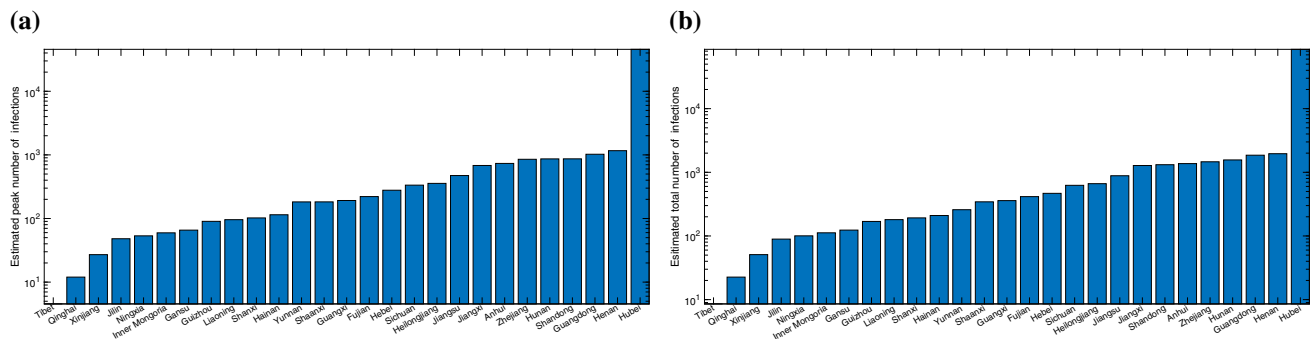 (a)
Estimated peak number of infections
10^4
10^3
10^2
10^1
Tibet
Qinghai
Xinjiang
Jilin
Ningxia
Inner Mongoria
Gansu
Guizhou
Liaoning
Shanxi
Hainan
Yunnan
Shaanxi
Guangxi
Fujian
Hebei
Sichuan
Heilongjiang
Jiangsu
Jiangxi
Anhui
Zhejiang
Hunan
Shandong
Guangdong
Henan
Hubei
(b)
Esitimated total number of infections
10^4
10^3
10^2
10^1
Tibet
Qinghai
Xinjiang
Jilin
Ningxia
Inner Mongoria
Gansu
Guizhou
Liaoning
Shanxi
Hainan
Yunnan
Shaanxi
Guangxi
Fujian
Hebei
Sichuan
Heilongjiang
Jiangsu
Jiangxi
Shandong
Anhui
Zhejiang
Hunan
Guangdong
Henan
Hubei